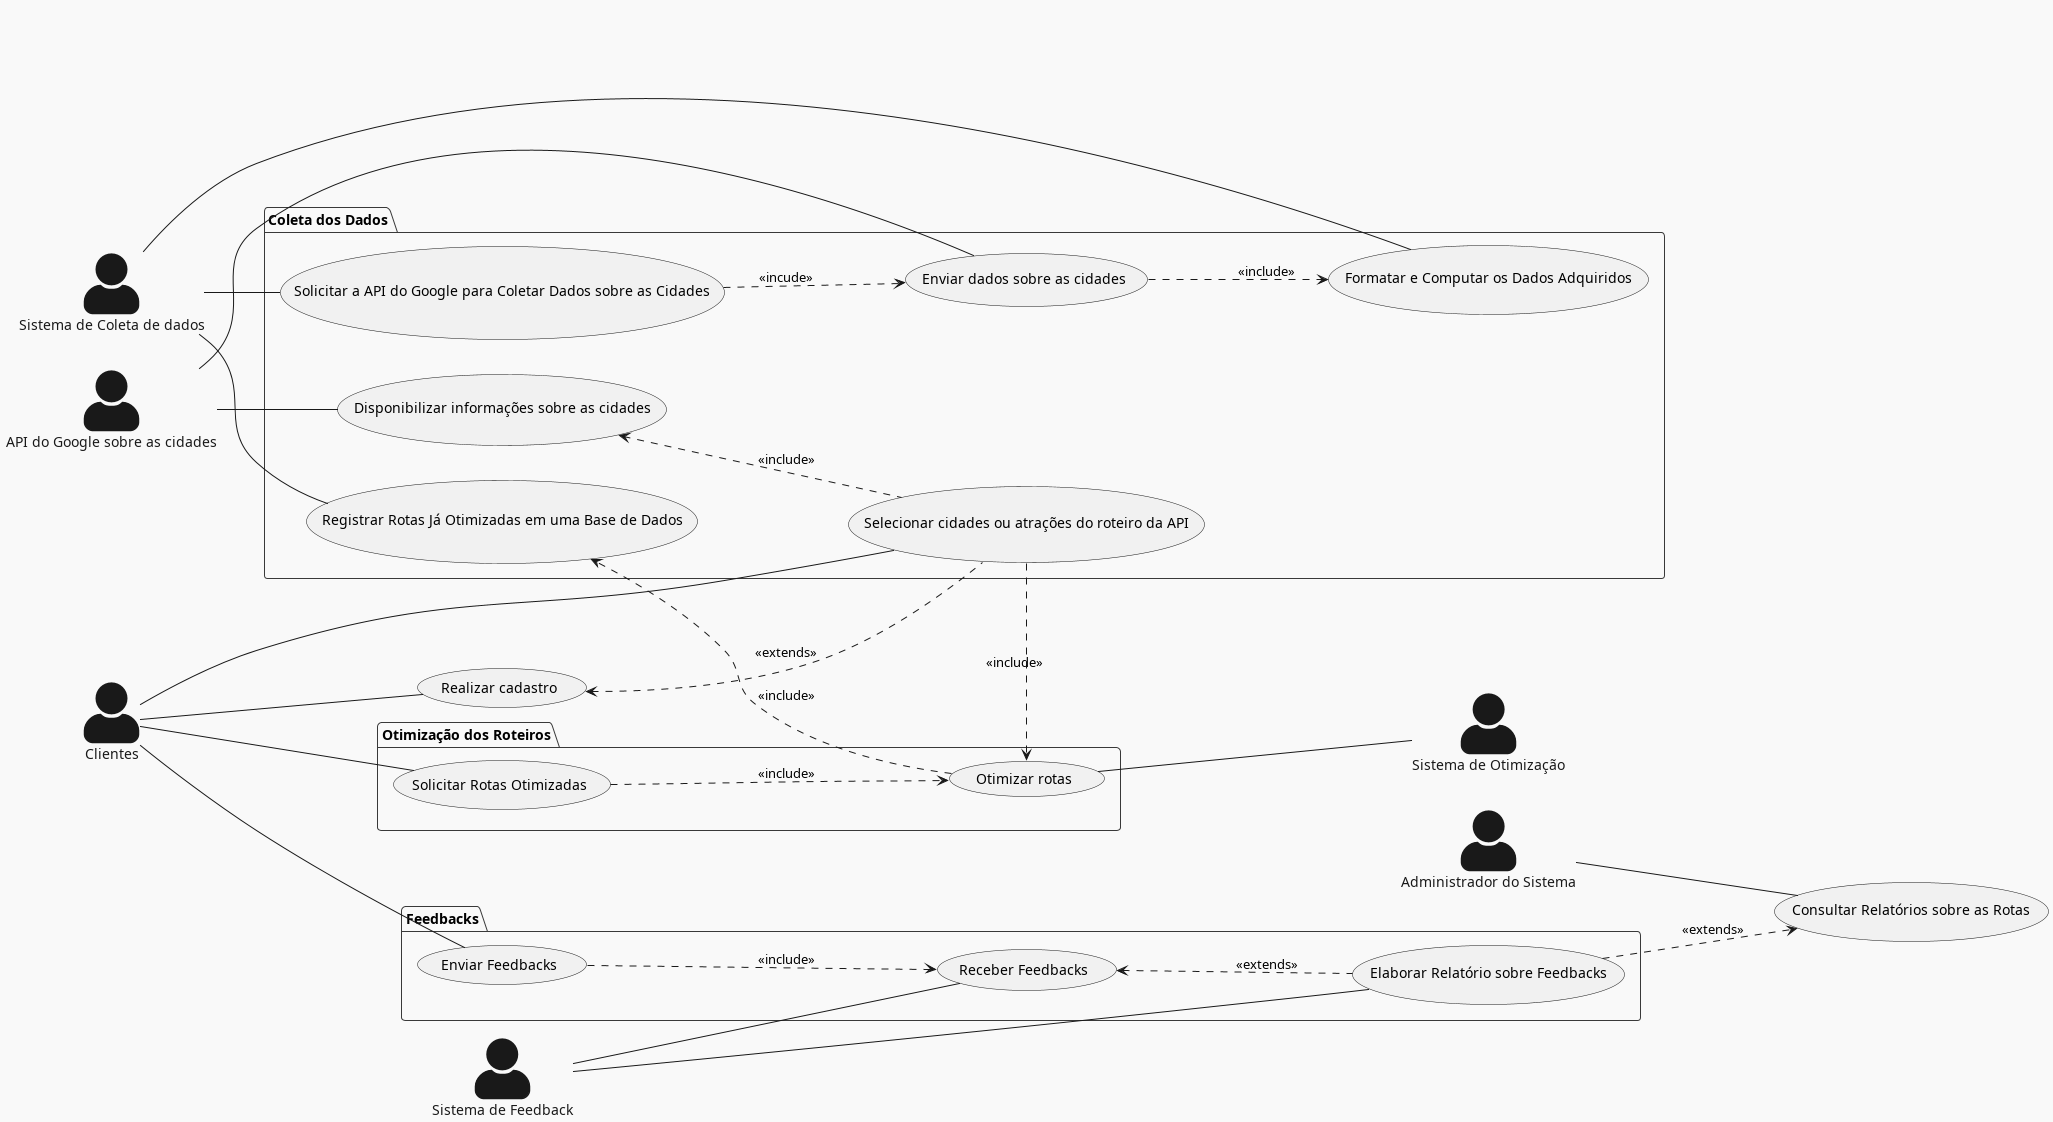 Coleta dos Dados
Solicitar a API do Google para Coletar Dados sobre as Cidades
«incude»
Enviar dados sobre as cidades
«include»
Formatar e Computar os Dados Adquiridos
Sistema de Coleta de dados
Disponibilizar informações sobre as cidades
API do Google sobre as cidades
«include»
Registrar Rotas Já Otimizadas em uma Base de Dados
Selecionar cidades ou atrações do roteiro da API
«extends»
«include»
Realizar cadastro
«include»
Clientes
Otimização dos Roteiros
Solicitar Rotas Otimizadas
«include»
Otimizar rotas
Sistema de Otimização
Administrador do Sistema
Consultar Relatórios sobre as Rotas
Feedbacks
«extends»
Enviar Feedbacks
«include»
Receber Feedbacks
«extends»
Elaborar Relatório sobre Feedbacks
Sistema de Feedback